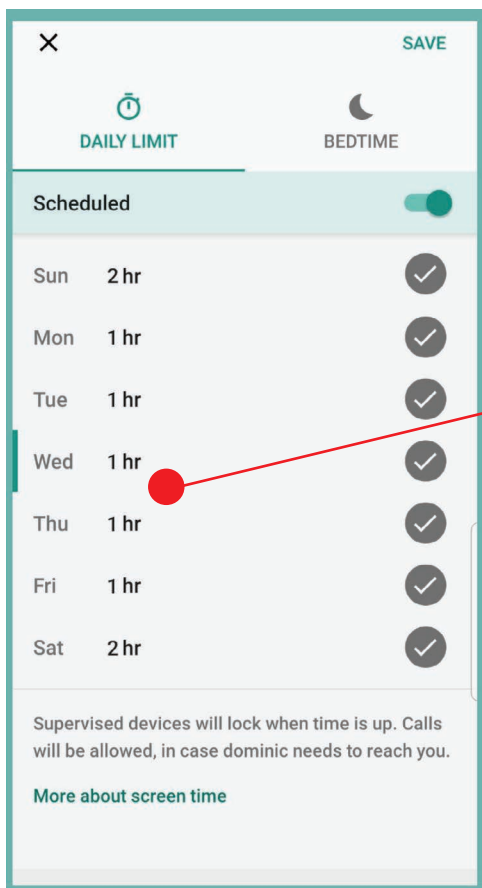 SAVE
DAILY LIMIT BEDTIME
Scheduled
Sun 2 hr
Mon 1 hr
Tue 1 hr
Wed 1 hr
Thu 1 hr
Fri 1 hr
Sat 2 hr
Supervised devices will lock when time is up. Calls
will be allowed, in case dominic needs to reach you.
More about screen time